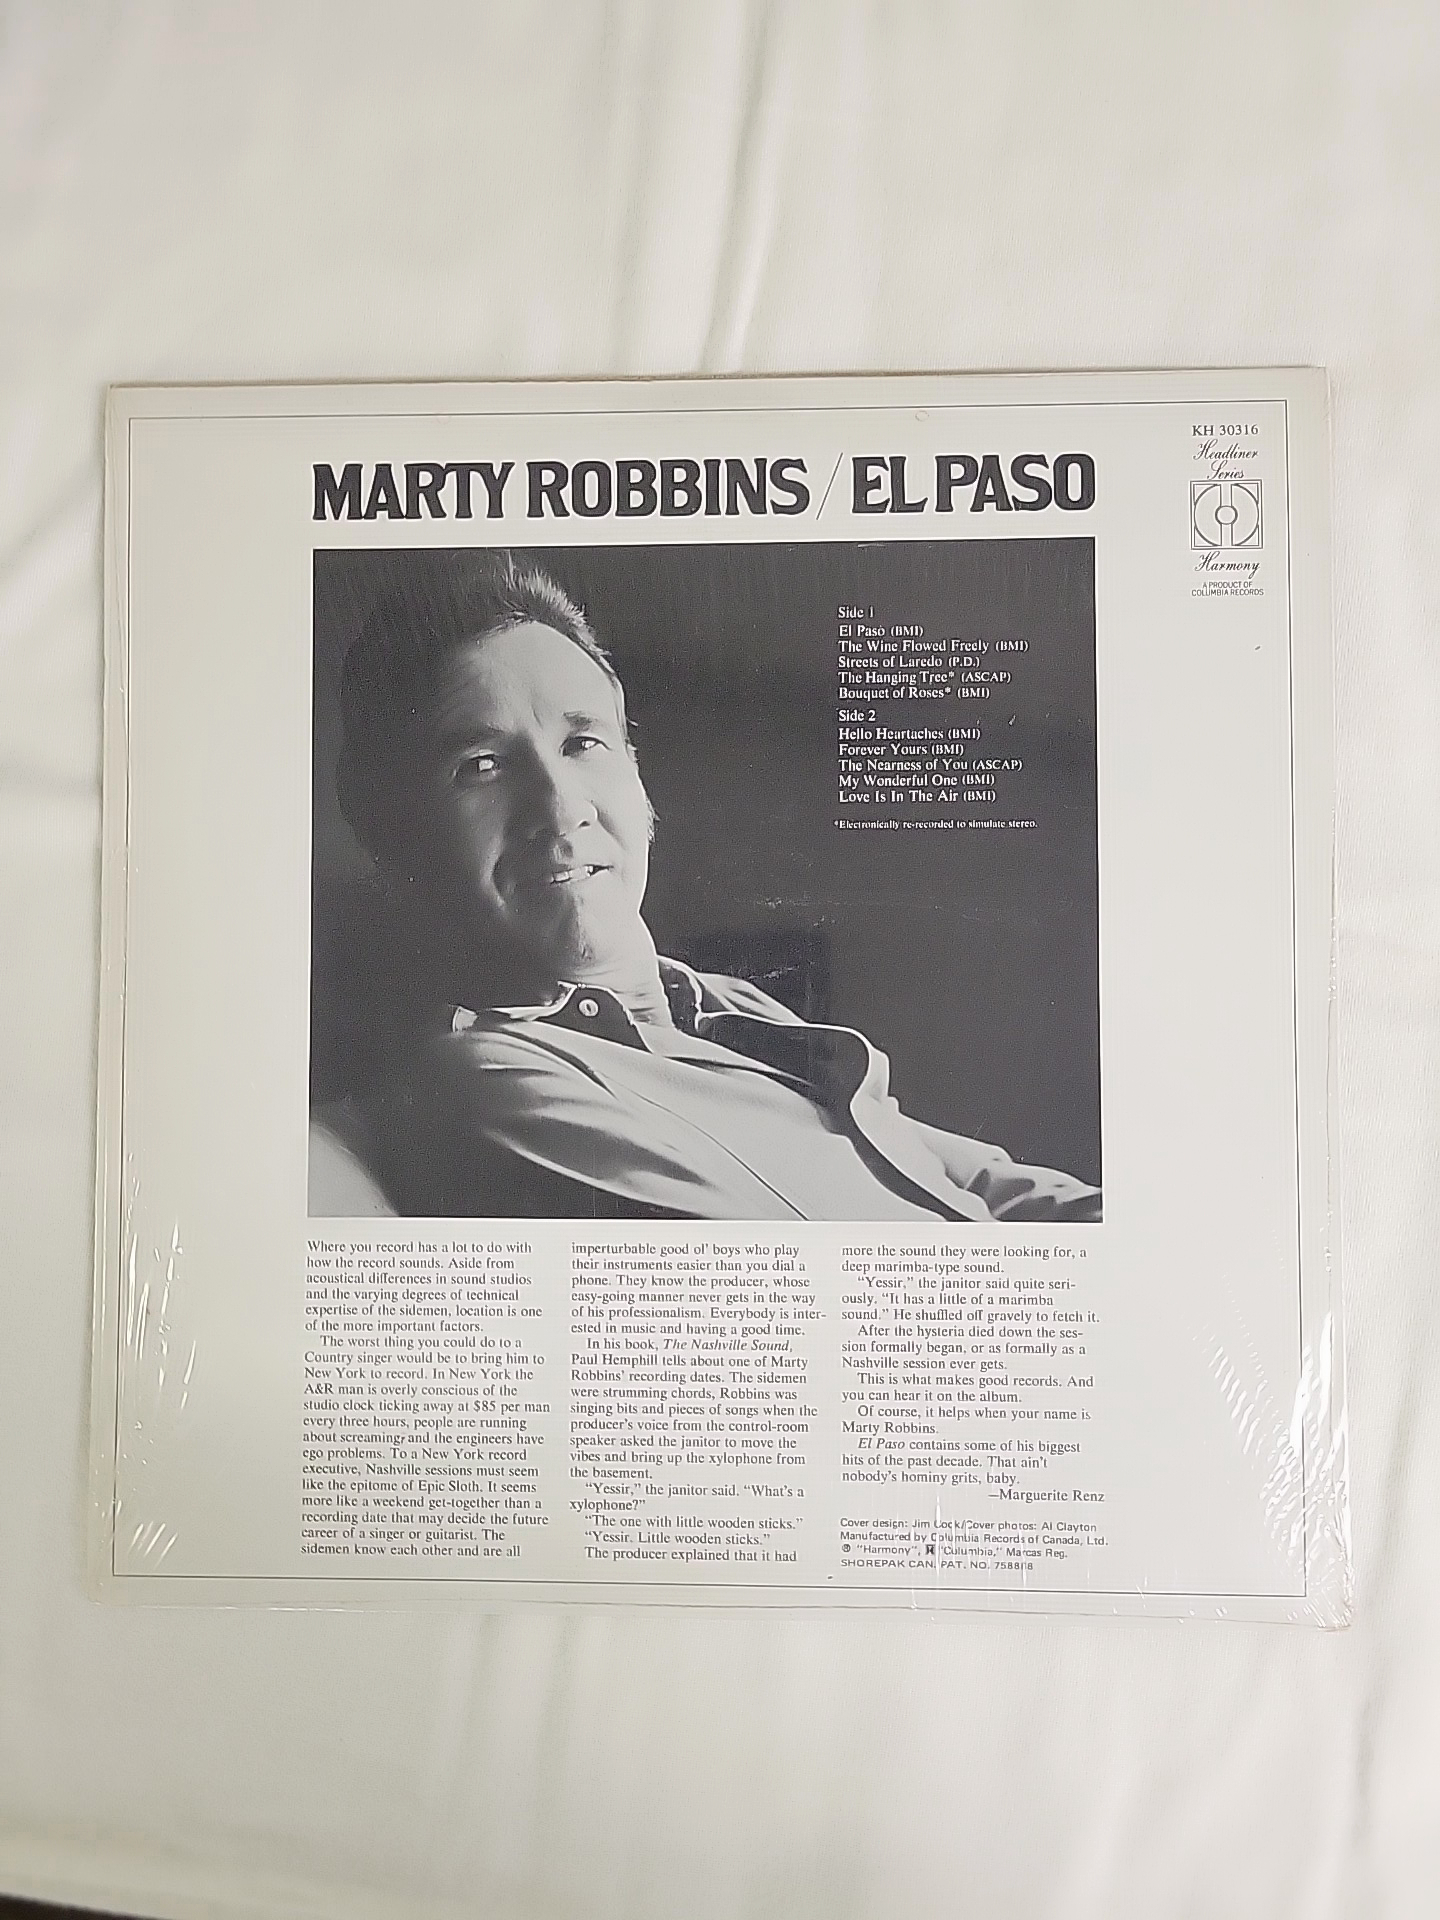 KH 30316
Headliner
Series
Harmony
A PRODUCT OF
COLUMBIA RECORDS
MARTY ROBBINS/EL PASO
Side 1
El Paso (BMI)
The Wine Flowed Freely (BMI)
Streets of Laredo (P.D.)
The Hanging Tree* (ASCAP)
Bouquet of Roses* (BMI)
Side 2
Hello Heartaches (BMI)
Forever Yours (BMI)
The Nearness of You (ASCAP)
My Wonderful One (BMI)
Love Is In The Air (BMI)
*Electronically re-recorded to simulate stereo.
Where you record has a lot to do with
how the record sounds. Aside from
acoustical differences in sound studios
and the varying degrees of technical
expertise of the sidemen, location is one
of the more important factors.
The worst thing you could do to a
Country singer would be to bring him to
New York to record. In New York the
A&R man is overly conscious of the
studio clock ticking away at $85 per man
every three hours, people are running
about screaming, and the engineers have
ego problems. To a New York record
executive, Nashville sessions must seem
like the epitome of Epic Sloth. It seems
more like a weekend get-together than a
recording date that may decide the future
career of a singer or guitarist. The
sidemen know each other and are all
imperturbable good ol' boys who play
their instruments easier than you dial a
phone. They know the producer, whose
easy-going manner never gets in the way
of his professionalism. Everybody is inter-
ested in music and having a good time.
In his book, The Nashville Sound,
Paul Hemphill tells about one of Marty
Robbins' recording dates. The sidemen
were strumming chords, Robbins was
singing bits and pieces of songs when the
producer's voice from the control-room
speaker asked the janitor to move the
vibes and bring up the xylophone from
the basement.
"Yessir," the janitor said. "What's a
xylophone?"
"The one with little wooden sticks."
"Yessir. Little wooden sticks."
The producer explained that it had
more the sound they were looking for, a
deep marimba-type sound.
"Yessir," the janitor said quite seri-
ously. "It has a little of a marimba
sound." He shuffled off gravely to fetch it.
After the hysteria died down the ses-
sion formally began, or as formally as a
Nashville session ever gets.
This is what makes good records. And
you can hear it on the album.
Of course, it helps when your name is
Marty Robbins.
El Paso contains some of his biggest
hits of the past decade. That ain't
nobody's hominy grits, baby.
—Marguerite Renz
Cover design: Jim Cock/Cover photos: Al Clayton
Manufactured by Columbia Records of Canada, Ltd.
® "Harmony", "Columbia," Marcas Reg.
SHOREPAK CAN. PAT. NO. 758818